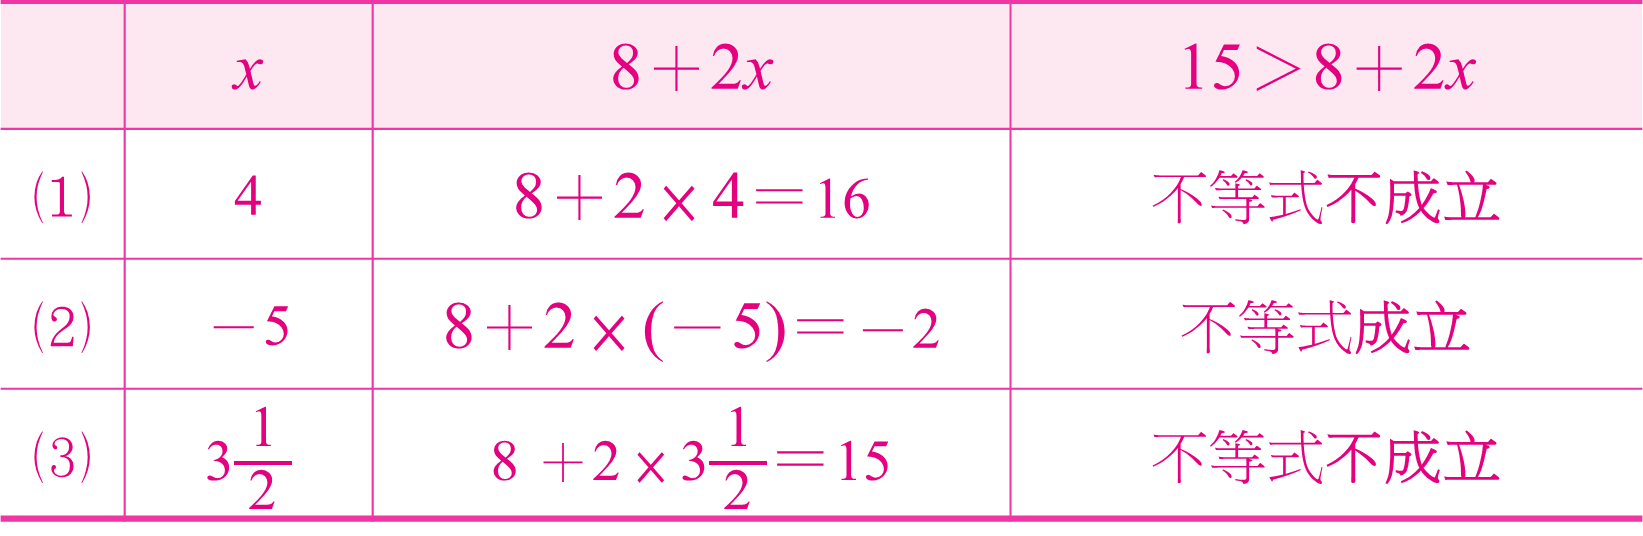 x 8+2x 15>8+2x
(1) 4 8+2×4=16 不等式不成立
(2) -5 8+2×(-5)=-2 不等式成立
(3) 3 1/2 8+2×3 1/2=15 不等式不成立